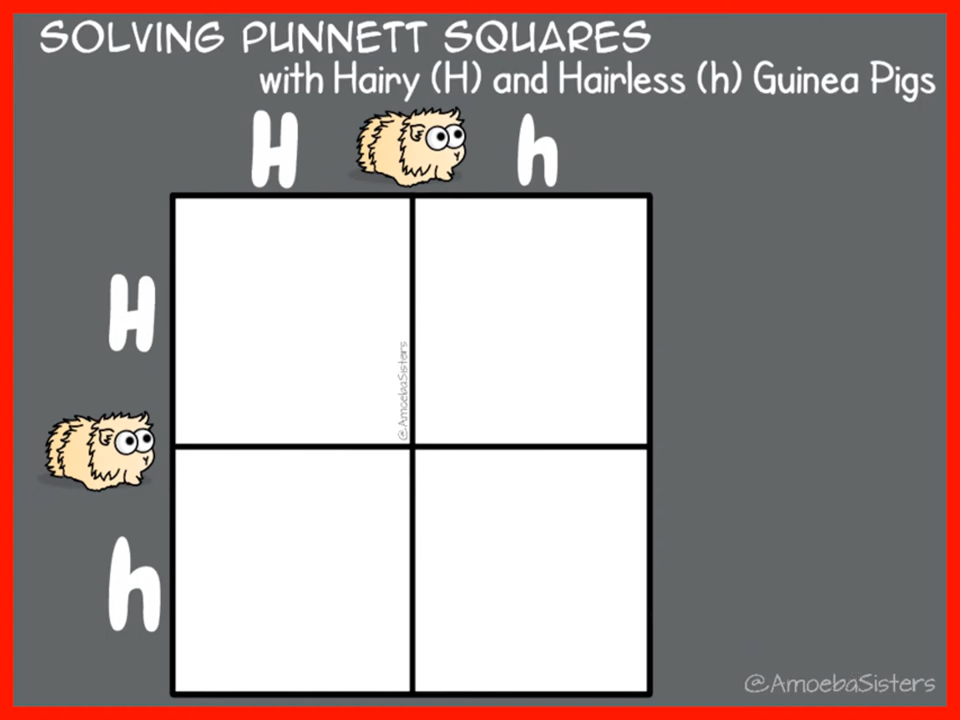 SOLVING PUNNETT SQUARES
with Hairy (H) and Hairless (h) Guinea Pigs
H h
H
@AmoebaSisters
h
@AmoebaSisters